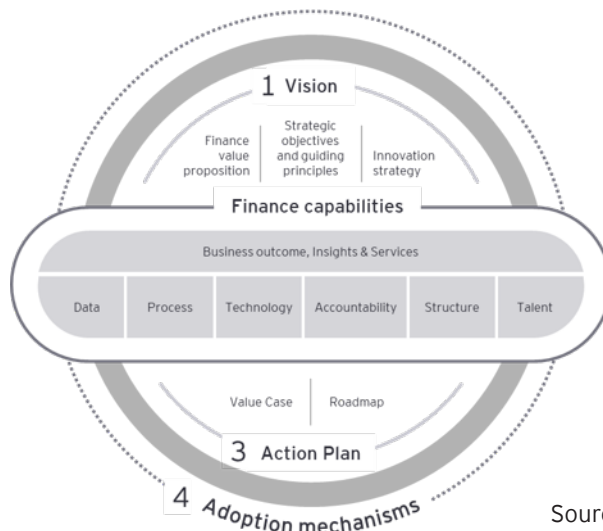 1 Vision
Finance
value
proposition
Strategic
objectives
and guiding
principles
Innovation
strategy
Finance capabilities
Business outcome, Insights & Services
Data
Process
Technology
Accountability
Structure
Talent
Value Case
Roadmap
3 Action Plan
4 Adoption mechanisms